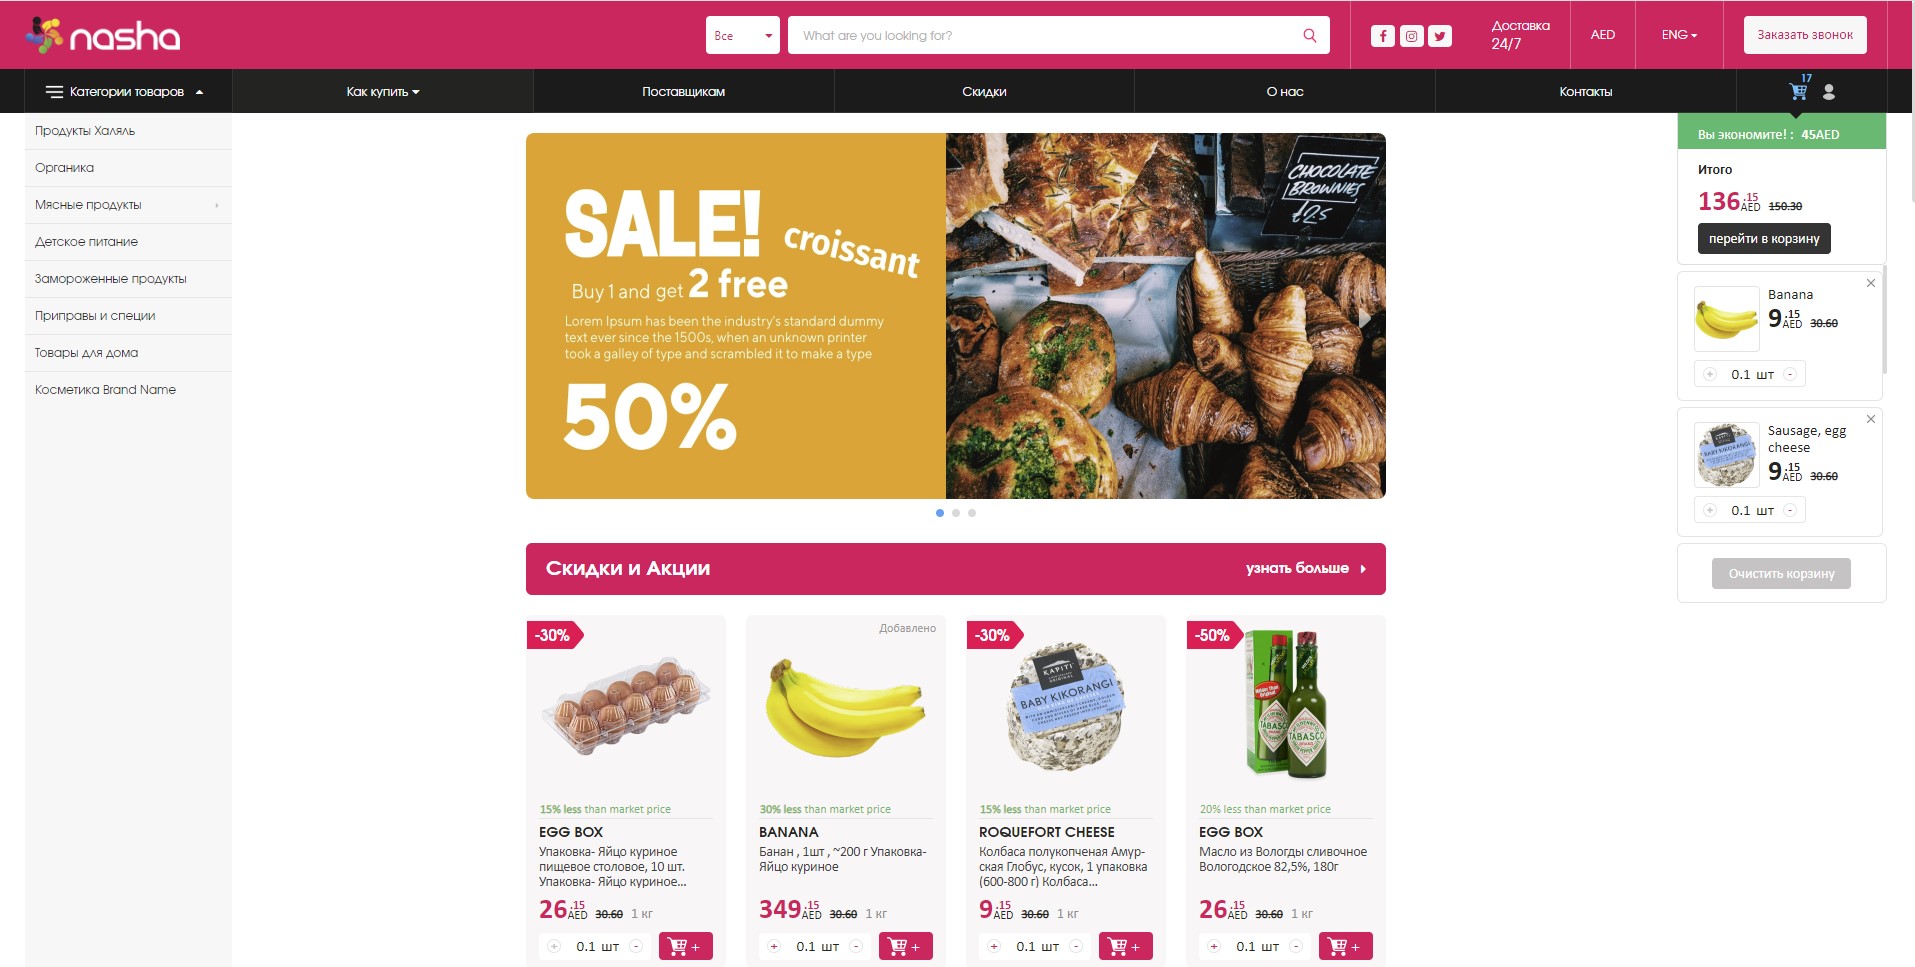 nasha
Все
What are you looking for?
Доставка
24/7
AED
ENG
Заказать звонок
Категории товаров
Как купить
Поставщикам
Скидки
О нас
Контакты
17
Продукты Халяль
Органика
Мясные продукты
Детское питание
Замороженные продукты
Приправы и специи
Товары для дома
Косметика Brand Name
SALE!
croissant
Buy 1 and get 2 free
Lorem Ipsum has been the industry's standard dummy
text ever since the 1500s, when an unknown printer
took a galley of type and scrambled it to make a type
50%
CHOCOLATE
BROWNIES
£2.5
Вы экономите! : 45AED
Итого
136.15 AED 150.30
перейти в корзину
Banana
9.15 AED 30.60
+ 0.1 шт -
Sausage, egg
cheese
9.15 AED 30.60
+ 0.1 шт -
Очистить корзину
Скидки и Акции
узнать больше
-30%
15% less than market price
EGG BOX
Упаковка- Яйцо куриное
пищевое столовое, 10 шт.
Упаковка- Яйцо куриное...
26.15 AED 30.60 1 кг
+ 0.1 шт - +
Добавлено
30% less than market price
BANANA
Банан , 1шт , ~200 г Упаковка-
Яйцо куриное
349.15 AED 30.60 1 кг
+ 0.1 шт - +
-30%
KAPITI
BABY KIKORANGI
15% less than market price
ROQUEFORT CHEESE
Колбаса полукопченая Амур-
ская Глобус, кусок, 1 упаковка
(600-800 г) Колбаса...
9.15 AED 30.60 1 кг
+ 0.1 шт - +
-50%
TABASCO
TABASCO
20% less than market price
EGG BOX
Масло из Вологды сливочное
Вологодское 82,5%, 180г
26.15 AED 30.60 1 кг
+ 0.1 шт - +